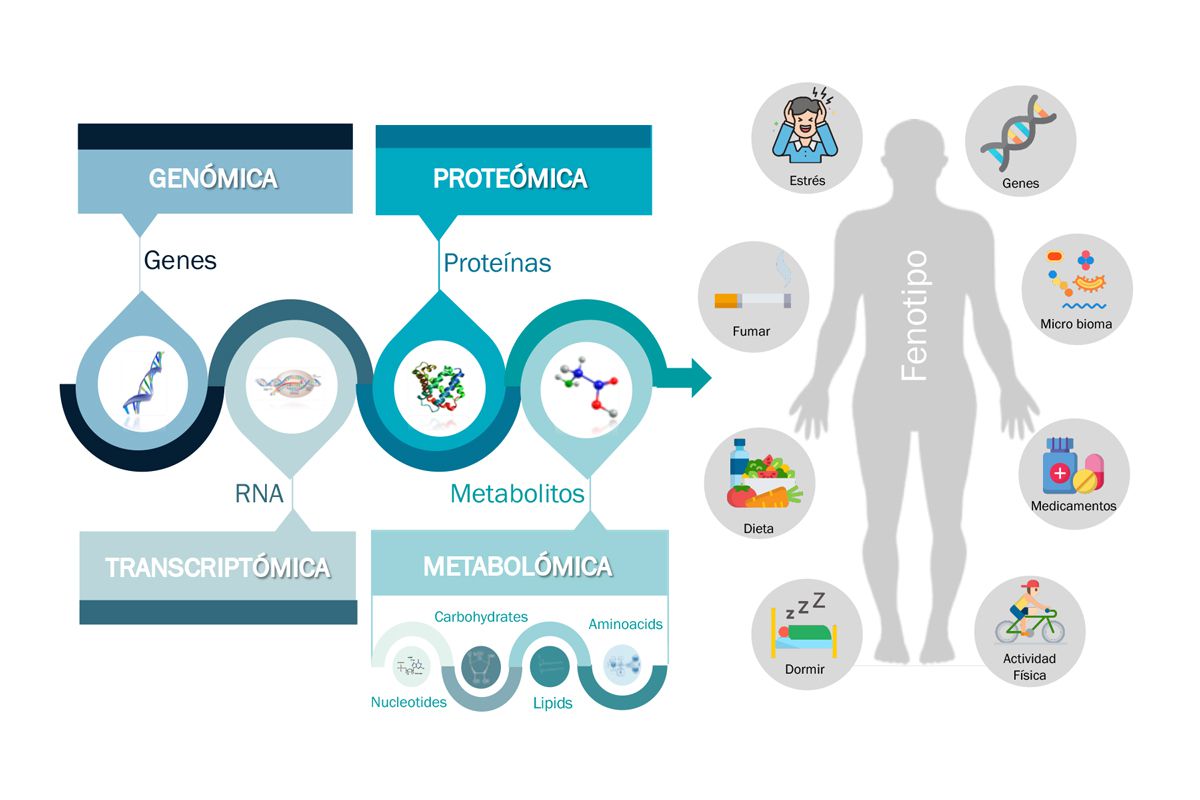 GENÓMICA
PROTEÓMICA
Genes
Proteínas
RNA
Metabolitos
TRANSCRIPTÓMICA
METABOLÓMICA
Carbohydrates
Aminoacids
Nucleotides
Lipids
Fenotipo
Estrés
Genes
Fumar
Micro bioma
Dieta
Medicamentos
zZZ
Dormir
Actividad
Física